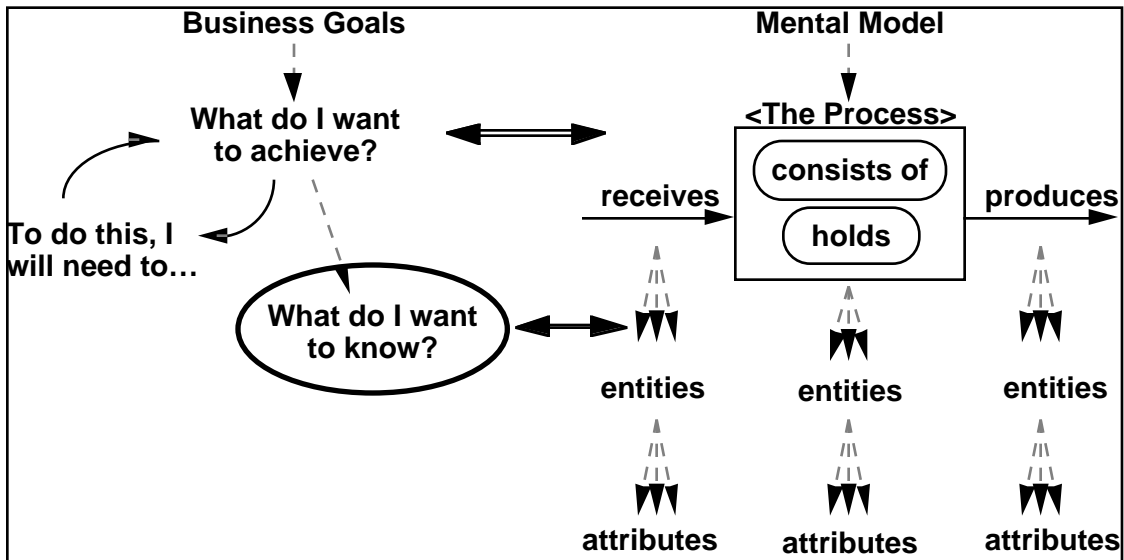 Business Goals
Mental Model
What do I want
to achieve?
<The Process>
consists of
receives
produces
holds
To do this, I
will need to…
What do I want
to know?
entities
entities
entities
attributes
attributes
attributes